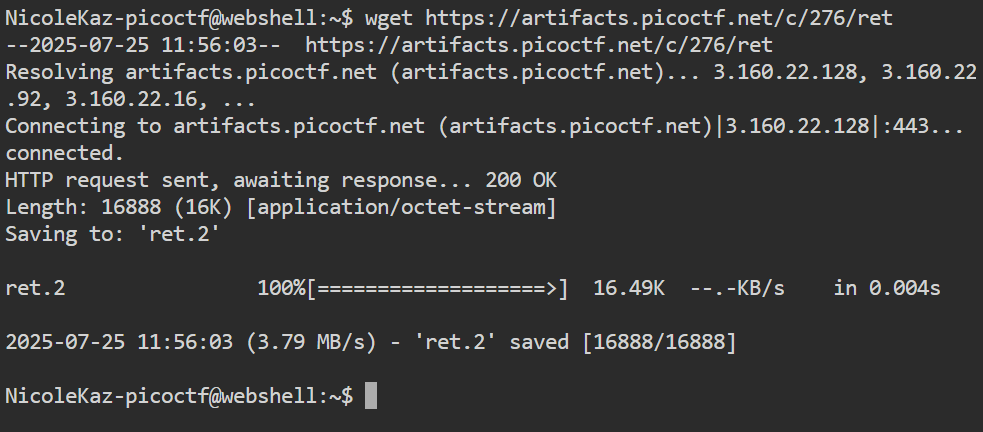 NicoleKaz-picoctf@webshell:~$ wget https://artifacts.picoctf.net/c/276/ret
--2025-07-25 11:56:03--  https://artifacts.picoctf.net/c/276/ret
Resolving artifacts.picoctf.net (artifacts.picoctf.net)... 3.160.22.128, 3.160.22
.92, 3.160.22.16, ...
Connecting to artifacts.picoctf.net (artifacts.picoctf.net)|3.160.22.128|:443...
connected.
HTTP request sent, awaiting response... 200 OK
Length: 16888 (16K) [application/octet-stream]
Saving to: 'ret.2'
ret.2                100%[===================>]  16.49K  --.-KB/s    in 0.004s
2025-07-25 11:56:03 (3.79 MB/s) - 'ret.2' saved [16888/16888]
NicoleKaz-picoctf@webshell:~$